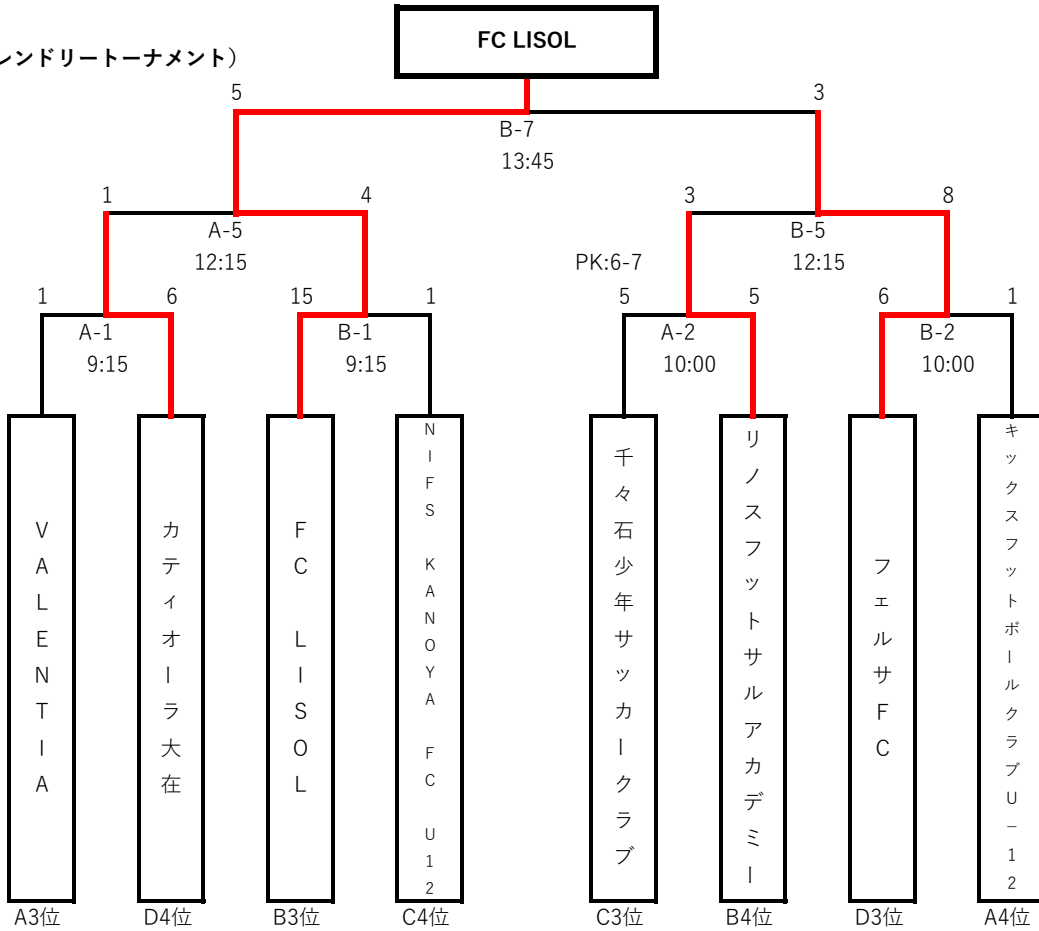 FC LISOL
レンドリートーナメント）
5
3
B-7
13:45
1
4
3
8
A-5
B-5
12:15
PK:6-7
12:15
1
6
15
1
5
5
6
1
A-1
B-1
A-2
B-2
9:15
9:15
10:00
10:00
VALENTIA
カティオーラ大在
FC LISOL
NIFS KANOYA FC U12
千々石少年サッカークラブ
リノスフットサルアカデミー
フェルサFC
キックスフットボールクラブU－12
A3位
D4位
B3位
C4位
C3位
B4位
D3位
A4位